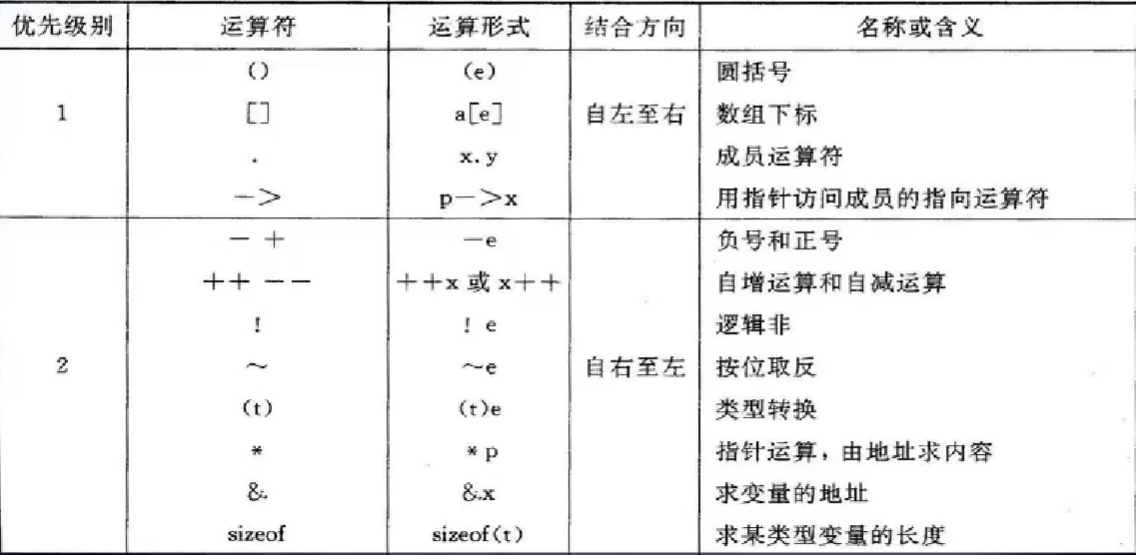 优先级别 运算符 运算形式 结合方向 名称或含义
() (e) 圆括号
1 [] a[e] 自左至右 数组下标
. x.y 成员运算符
—> p—>x 用指针访问成员的指向运算符
— + —e 负号和正号
++ —— ++x 或 x++ 自增运算和自减运算
! ! e 逻辑非
2 ～ ～e 自右至左 按位取反
(t) (t)e 类型转换
* *p 指针运算，由地址求内容
& &x 求变量的地址
sizeof sizeof(t) 求某类型变量的长度